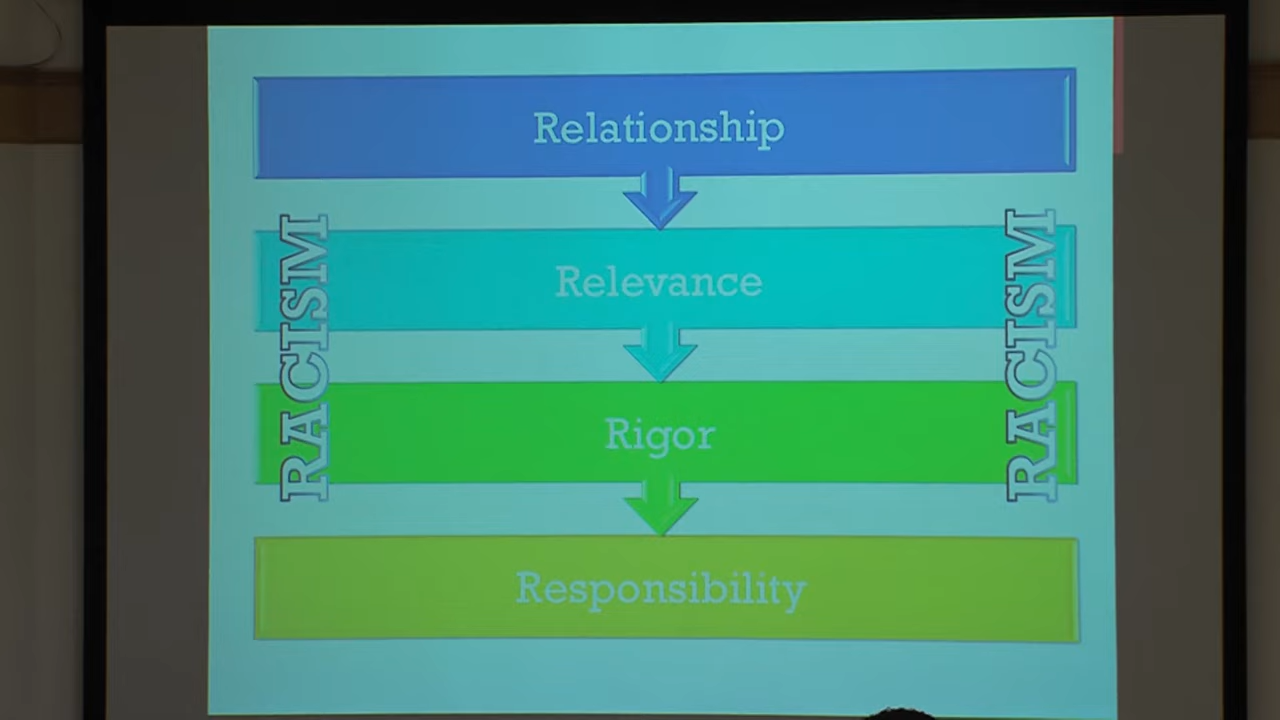 Relationship
RACISM
Relevance
RACISM
Rigor
Responsibility